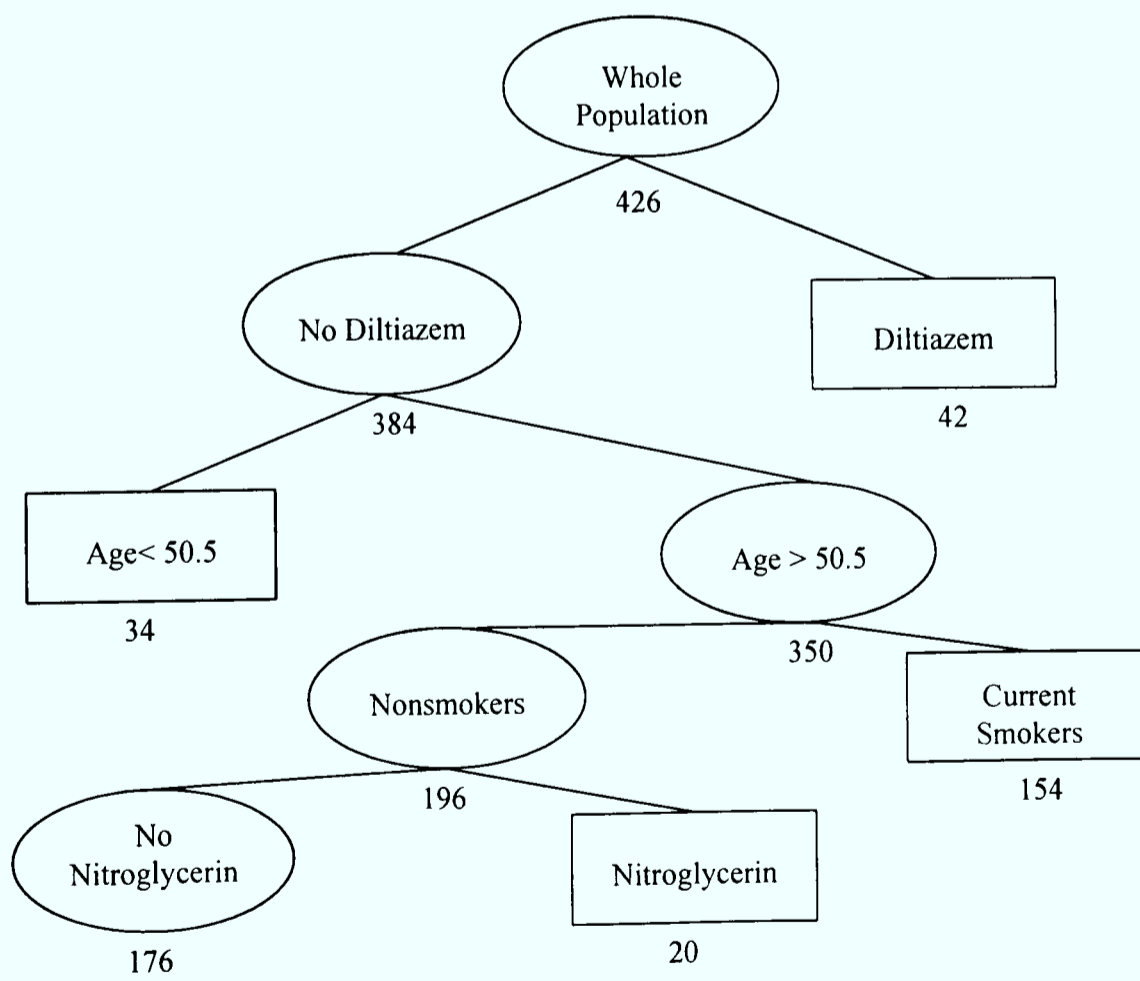 Whole
Population
426
No Diltiazem
384
Diltiazem
42
Age< 50.5
34
Age > 50.5
350
Nonsmokers
196
Current
Smokers
154
No
Nitroglycerin
176
Nitroglycerin
20